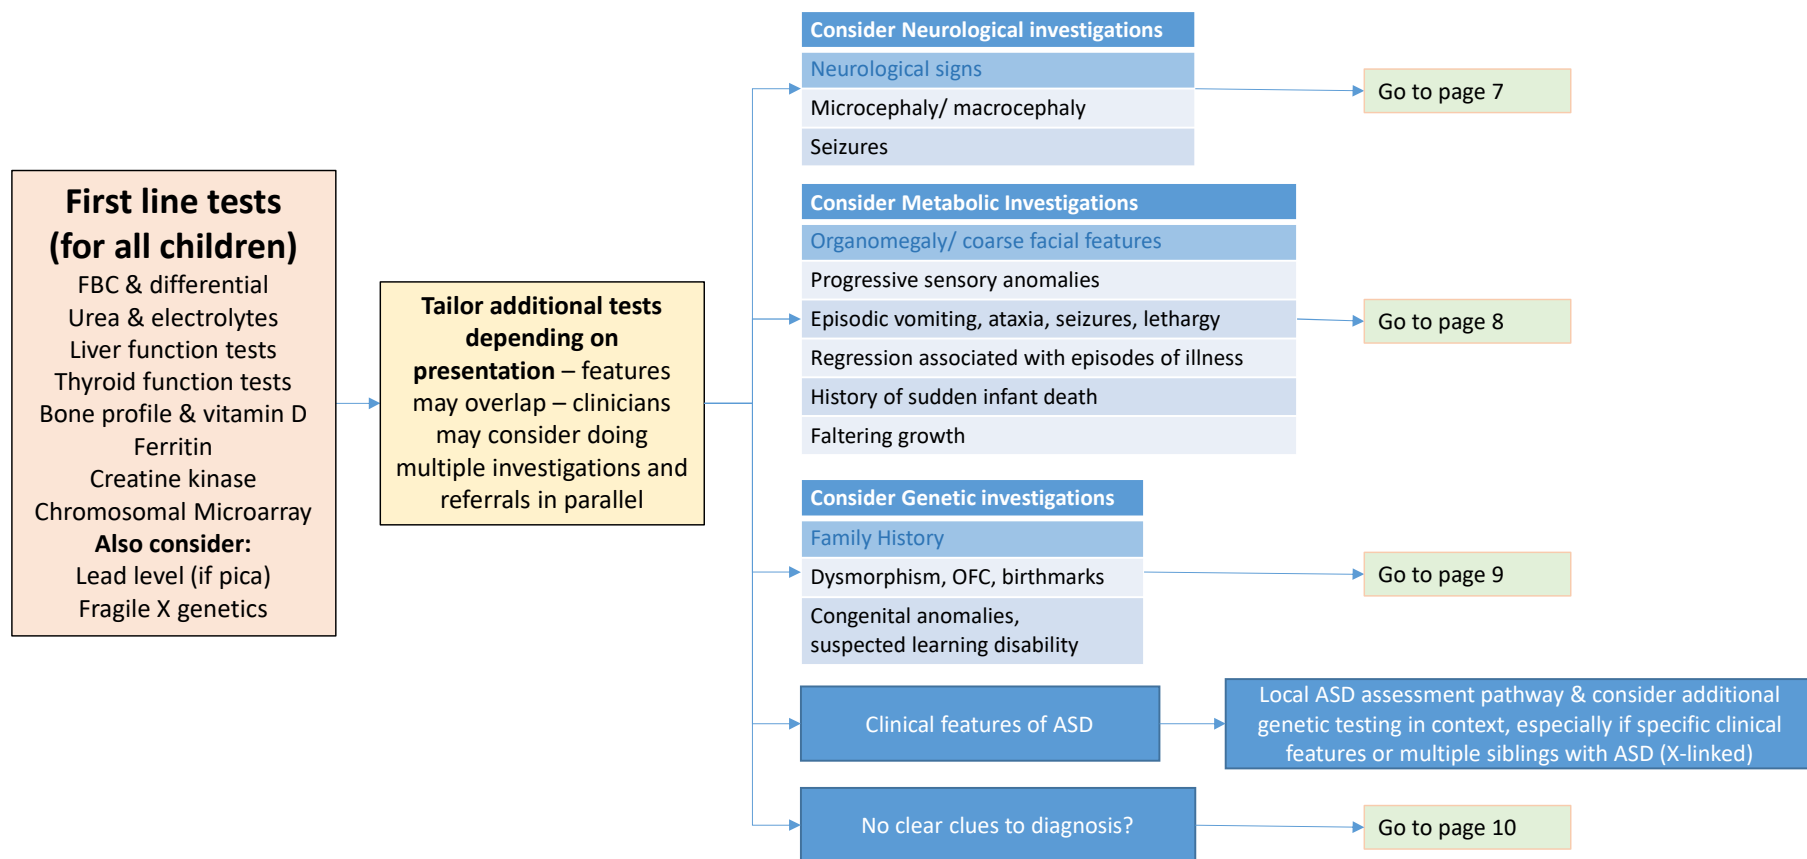 First line tests
(for all children)
FBC & differential
Urea & electrolytes
Liver function tests
Thyroid function tests
Bone profile & vitamin D
Ferritin
Creatine kinase
Chromosomal Microarray
Also consider:
Lead level (if pica)
Fragile X genetics
Tailor additional tests
depending on
presentation – features
may overlap – clinicians
may consider doing
multiple investigations and
referrals in parallel
Consider Neurological investigations
Neurological signs
Microcephaly/ macrocephaly
Seizures
Go to page 7
Consider Metabolic Investigations
Organomegaly/ coarse facial features
Progressive sensory anomalies
Episodic vomiting, ataxia, seizures, lethargy
Regression associated with episodes of illness
History of sudden infant death
Faltering growth
Go to page 8
Consider Genetic investigations
Family History
Dysmorphism, OFC, birthmarks
Congenital anomalies,
suspected learning disability
Go to page 9
Clinical features of ASD
Local ASD assessment pathway & consider additional
genetic testing in context, especially if specific clinical
features or multiple siblings with ASD (X-linked)
No clear clues to diagnosis?
Go to page 10